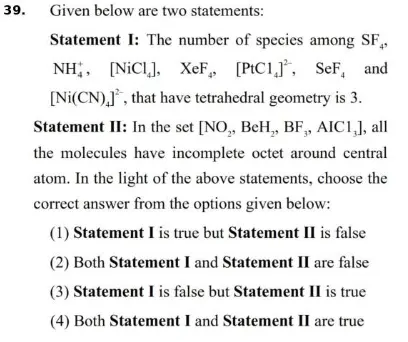 39. Given below are two statements:
Statement I: The number of species among SF₄,
NH₄⁺, [NiCl₄], XeF₄, [PtC1₄]²⁻, SeF₄ and
[Ni(CN)₄]²⁻, that have tetrahedral geometry is 3.
Statement II: In the set [NO₂, BeH₂, BF₃, AIC1₃], all
the molecules have incomplete octet around central
atom. In the light of the above statements, choose the
correct answer from the options given below:
(1) Statement I is true but Statement II is false
(2) Both Statement I and Statement II are false
(3) Statement I is false but Statement II is true
(4) Both Statement I and Statement II are true